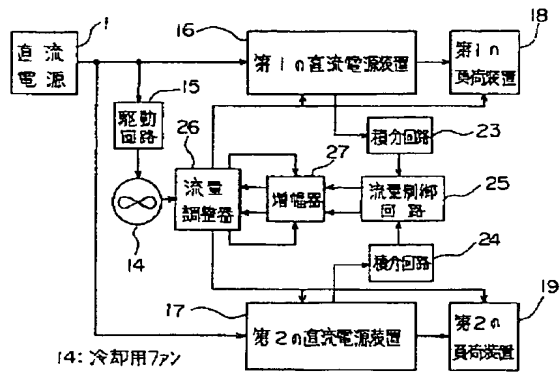 直流
電源
1
15
駆動
回路
14
16
第1の直流電源装置
18
第1の
負荷装置
26
流量
調整器
27
増幅器
積分回路
23
流量制御
回路
25
積分回路
24
17
第2の直流電源装置
19
第2の
負荷装置
14:冷却用ファン